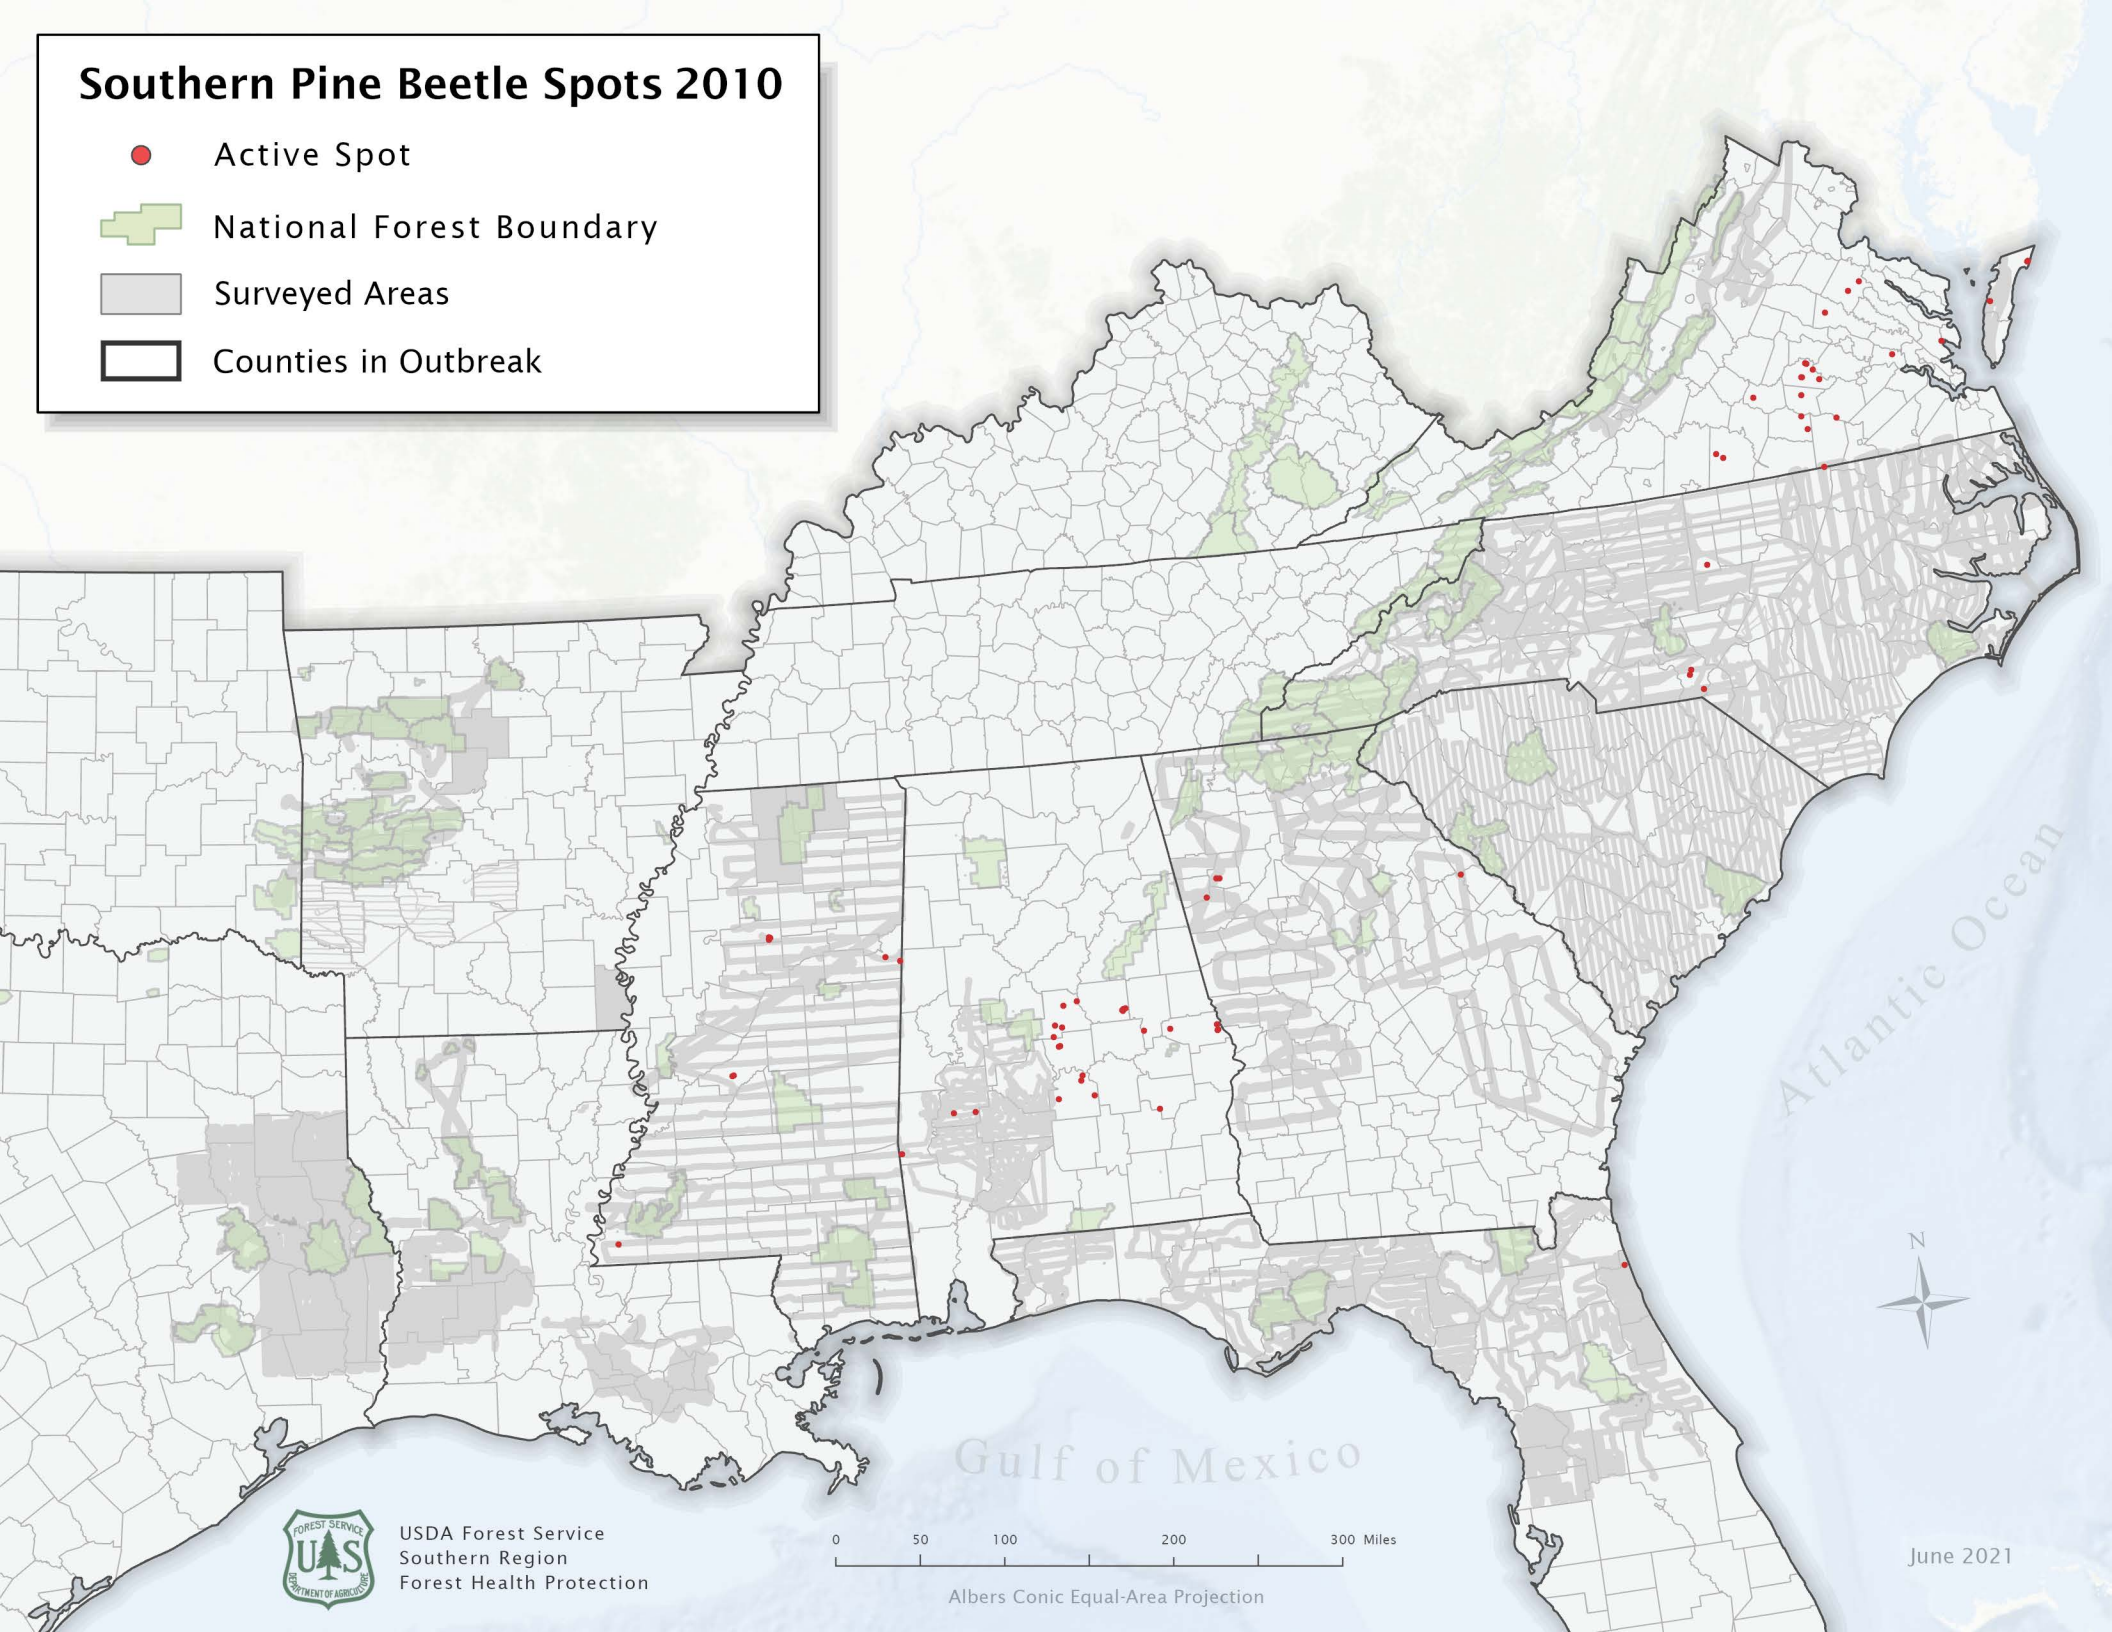 Southern Pine Beetle Spots 2010
Active Spot
National Forest Boundary
Surveyed Areas
Counties in Outbreak
Atlantic Ocean
N
Gulf of Mexico
FOREST SERVICE
U S
DEPARTMENT OF AGRICULTURE
USDA Forest Service
Southern Region
Forest Health Protection
0 50 100 200 300 Miles
Albers Conic Equal-Area Projection
June 2021